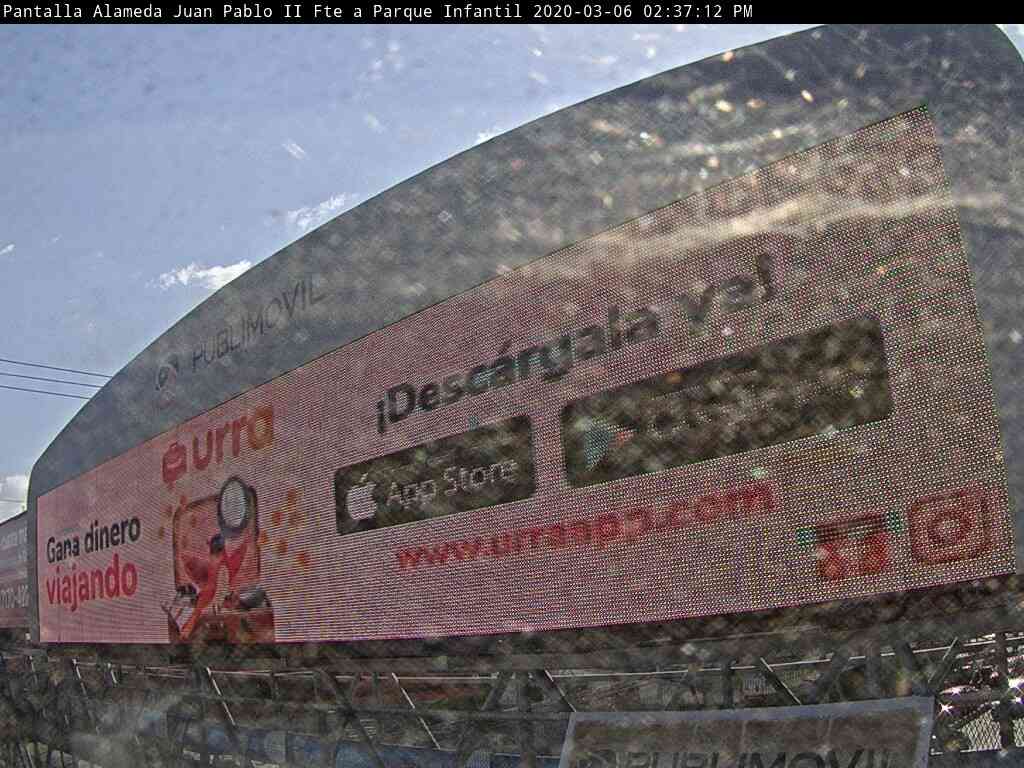 Pantalla Alameda Juan Pablo II Fte a Parque Infantil 2020-03-06 02:37:12 PM
PUBLIMOVIL
urra
Gana dinero
viajando
¡Descárgala ya!
App Store
www.urraapp.com
PUBLIMOVIL